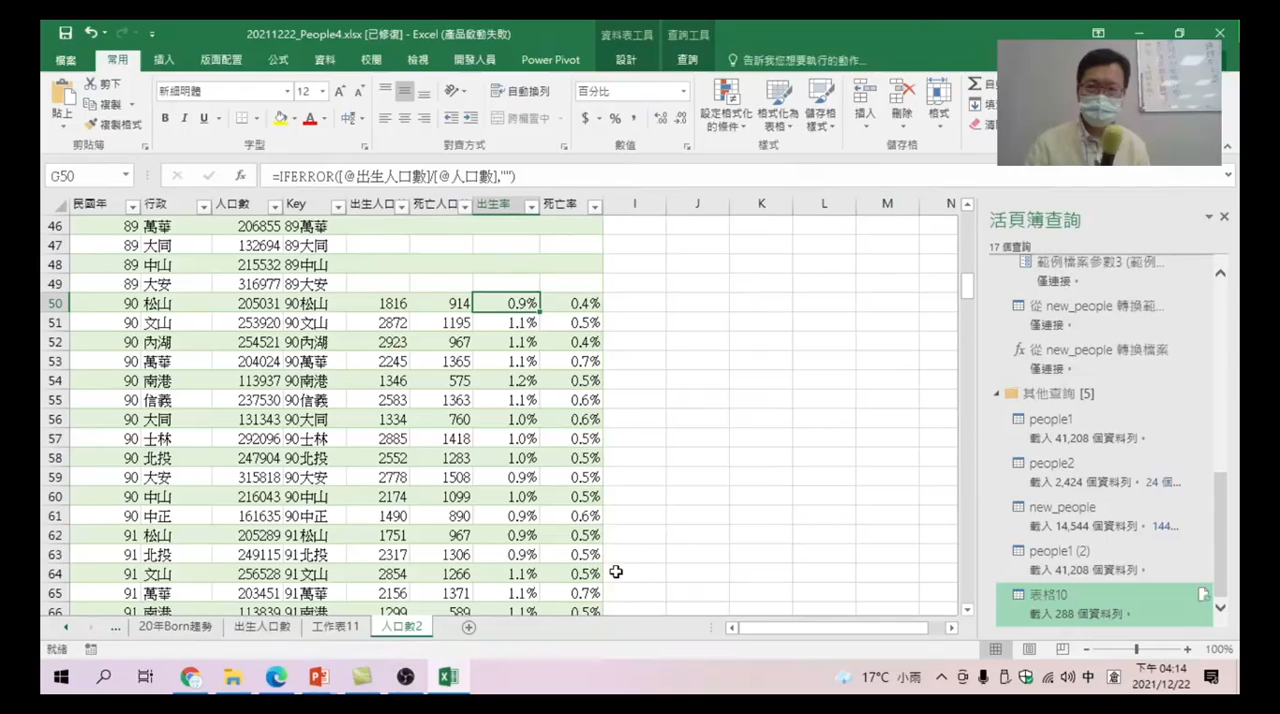 20211222_People4.xlsx [已修復] - Excel (產品啟動失敗)
資料表工具 查詢工具
檔案 常用 插入 版面配置 公式 資料 校閱 檢視 開發人員 Power Pivot 設計 查詢 告訴我您想要執行的動作...
貼上 剪下 複製 複製格式
新細明體 12
B I U
自動換列
跨欄置中
百分比
$ % ,
設定格式化的條件 格式化為表格 儲存格樣式 插入 刪除 格式
剪貼簿 字型 對齊方式 數值 樣式 儲存格
G50 fx =IFERROR([@出生人口數]/[@人口數],"")
民國年 行政 人口數 Key 出生人口 死亡人口 出生率 死亡率 I J K L M N
46 89 萬華 206855 89萬華
47 89 大同 132694 89大同
48 89 中山 215532 89中山
49 89 大安 316977 89大安
50 90 松山 205031 90松山 1816 914 0.9% 0.4%
51 90 文山 253920 90文山 2872 1195 1.1% 0.5%
52 90 內湖 254521 90內湖 2923 967 1.1% 0.4%
53 90 萬華 204024 90萬華 2245 1365 1.1% 0.7%
54 90 南港 113937 90南港 1346 575 1.2% 0.5%
55 90 信義 237530 90信義 2583 1363 1.1% 0.6%
56 90 大同 131343 90大同 1334 760 1.0% 0.6%
57 90 士林 292096 90士林 2885 1418 1.0% 0.5%
58 90 北投 247904 90北投 2552 1283 1.0% 0.5%
59 90 大安 315818 90大安 2778 1508 0.9% 0.5%
60 90 中山 216043 90中山 2174 1099 1.0% 0.5%
61 90 中正 161635 90中正 1490 890 0.9% 0.6%
62 91 松山 205289 91松山 1751 967 0.9% 0.5%
63 91 北投 249115 91北投 2317 1306 0.9% 0.5%
64 91 文山 256528 91文山 2854 1266 1.1% 0.5%
65 91 萬華 203451 91萬華 2156 1371 1.1% 0.7%
66 91 南港 113839 91南港 1299 589 1.1% 0.5%
活頁簿查詢
17 個查詢
範例檔案參數3 (範例...
僅連接。
從 new_people 轉換範...
僅連接。
fx 從 new_people 轉換檔案
僅連接。
其他查詢 [5]
people1
載入 41,208 個資料列。
people2
載入 2,424 個資料列。 24 個...
new_people
載入 14,544 個資料列。 144...
people1 (2)
載入 41,208 個資料列。
表格10
載入 288 個資料列。
... 20年Born趨勢 出生人口數 工作表11 人口數2
就緒 100%
17°C 小雨 中 下午 04:14
2021/12/22